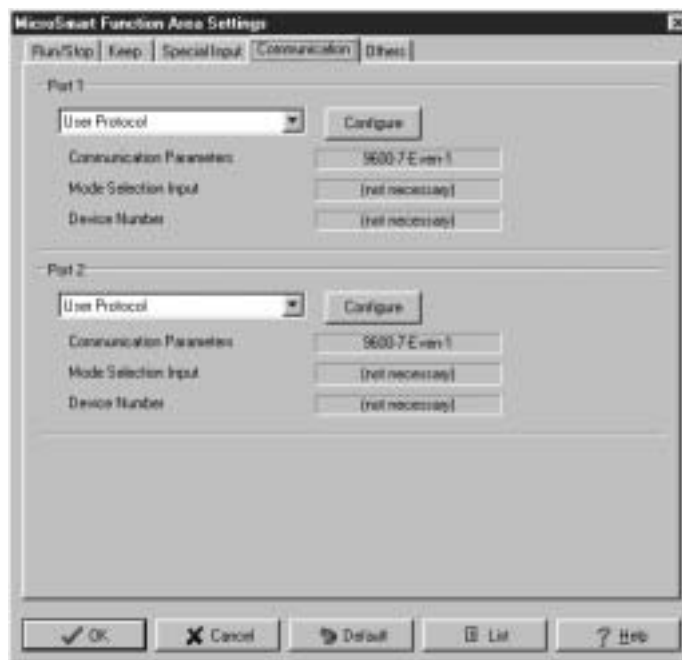 MicroSmart Function Area Settings
Run/Stop Keep Special Input Communication Others
Port 1
User Protocol Configure
Communication Parameters 9600-7-Even-1
Mode Selection Input (not necessary)
Device Number (not necessary)
Port 2
User Protocol Configure
Communication Parameters 9600-7-Even-1
Mode Selection Input (not necessary)
Device Number (not necessary)
OK Cancel Default List ? Help